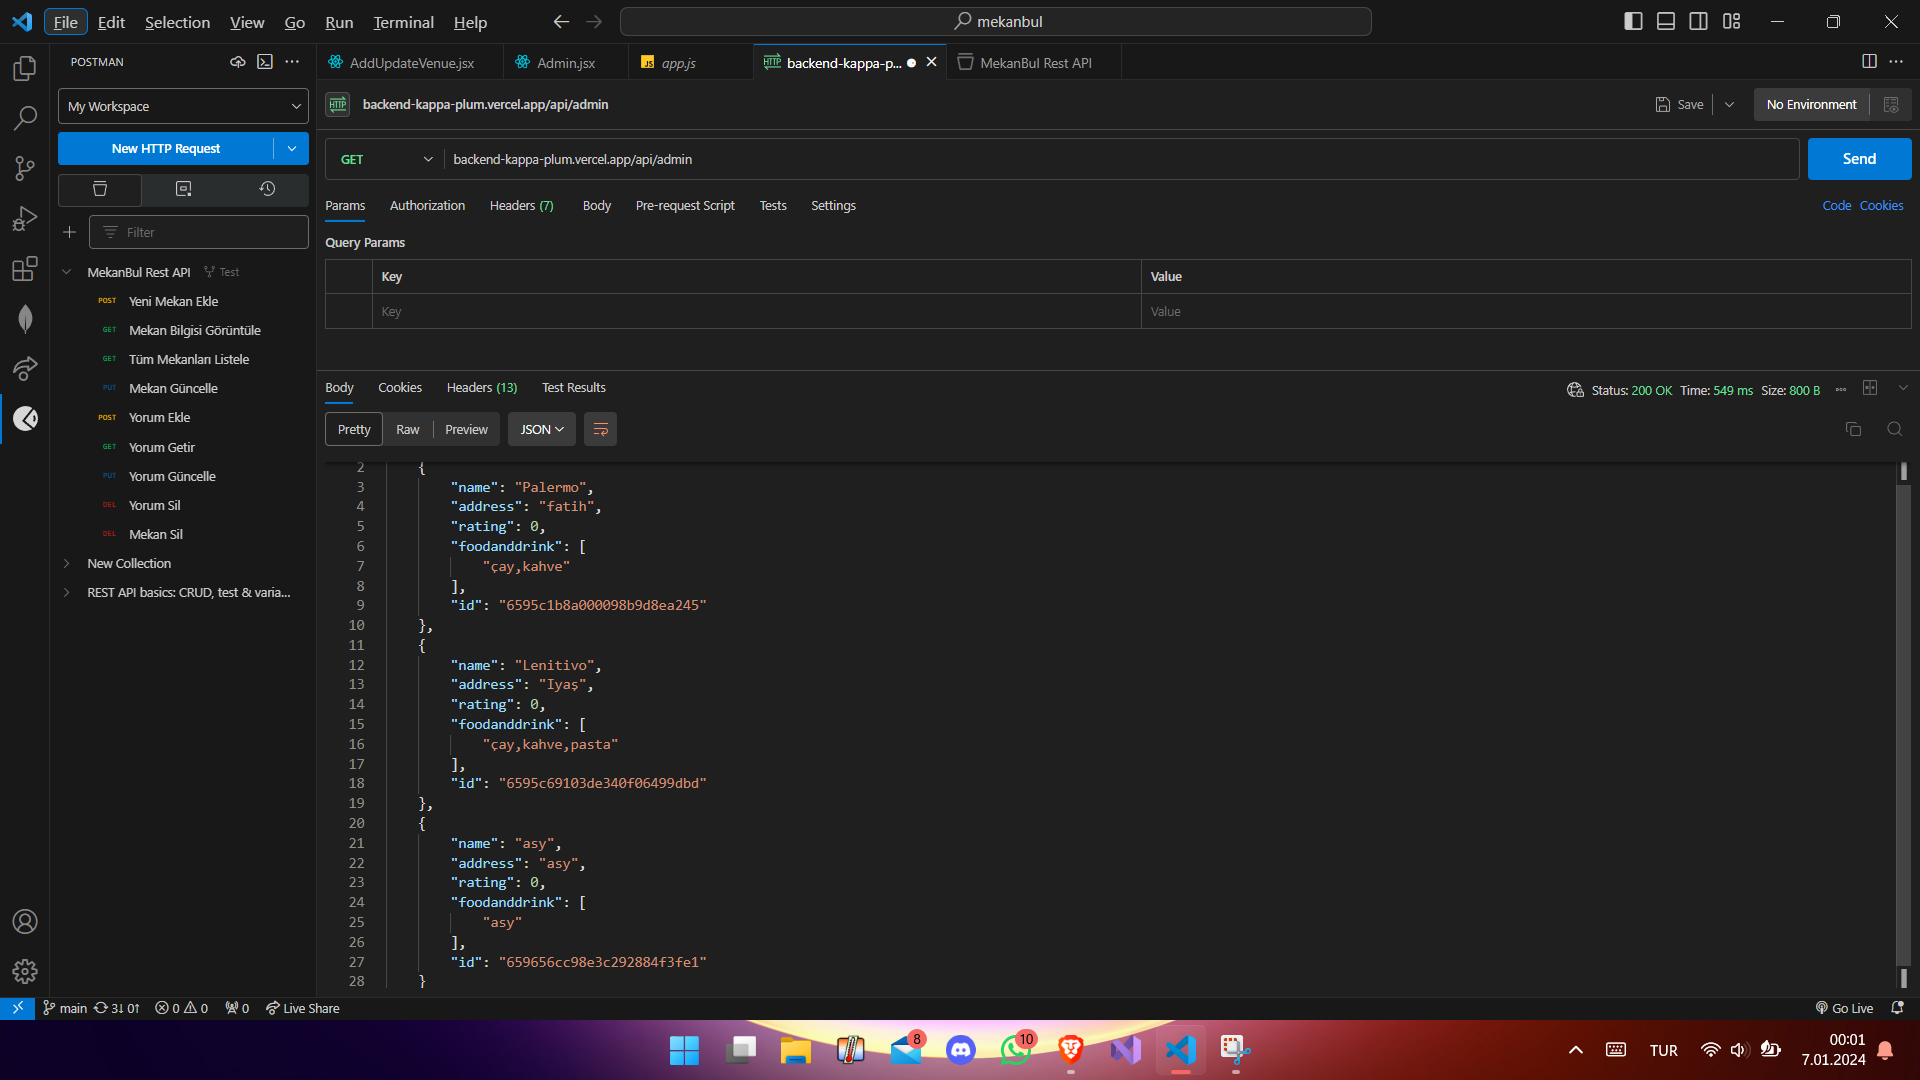 File Edit Selection View Go Run Terminal Help
mekanbul
POSTMAN
AddUpdateVenue.jsx
Admin.jsx
JS app.js
HTTP backend-kappa-p...
MekanBul Rest API
My Workspace
HTTP backend-kappa-plum.vercel.app/api/admin
Save
No Environment
New HTTP Request
GET
backend-kappa-plum.vercel.app/api/admin
Send
Params Authorization Headers (7) Body Pre-request Script Tests Settings
Code Cookies
Filter
Query Params
Key Value
Key Value
MekanBul Rest API Test
POST Yeni Mekan Ekle
GET Mekan Bilgisi Görüntüle
GET Tüm Mekanları Listele
PUT Mekan Güncelle
POST Yorum Ekle
GET Yorum Getir
PUT Yorum Güncelle
DEL Yorum Sil
DEL Mekan Sil
New Collection
REST API basics: CRUD, test & varia...
Body Cookies Headers (13) Test Results
Status: 200 OK Time: 549 ms Size: 800 B
Pretty Raw Preview JSON
2 {
3 "name": "Palermo",
4 "address": "fatih",
5 "rating": 0,
6 "foodanddrink": [
7 "çay,kahve"
8 ],
9 "id": "6595c1b8a000098b9d8ea245"
10 },
11 {
12 "name": "Lenitivo",
13 "address": "Iyaş",
14 "rating": 0,
15 "foodanddrink": [
16 "çay,kahve,pasta"
17 ],
18 "id": "6595c69103de340f06499dbd"
19 },
20 {
21 "name": "asy",
22 "address": "asy",
23 "rating": 0,
24 "foodanddrink": [
25 "asy"
26 ],
27 "id": "659656cc98e3c292884f3fe1"
28 }
main 3↓ 0↑ 0 0 0 Live Share
Go Live
8
10
TUR
00:01
7.01.2024